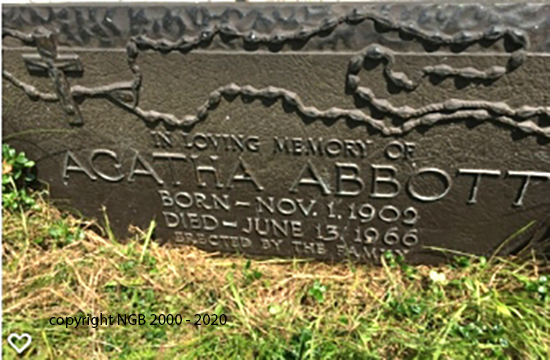 IN LOVING MEMORY OF
AGATHA ABBOTT
BORN - NOV. 1, 1902
DIED - JUNE 13, 1966
ERECTED BY THE FAMILY
copyright NGB 2000 - 2020